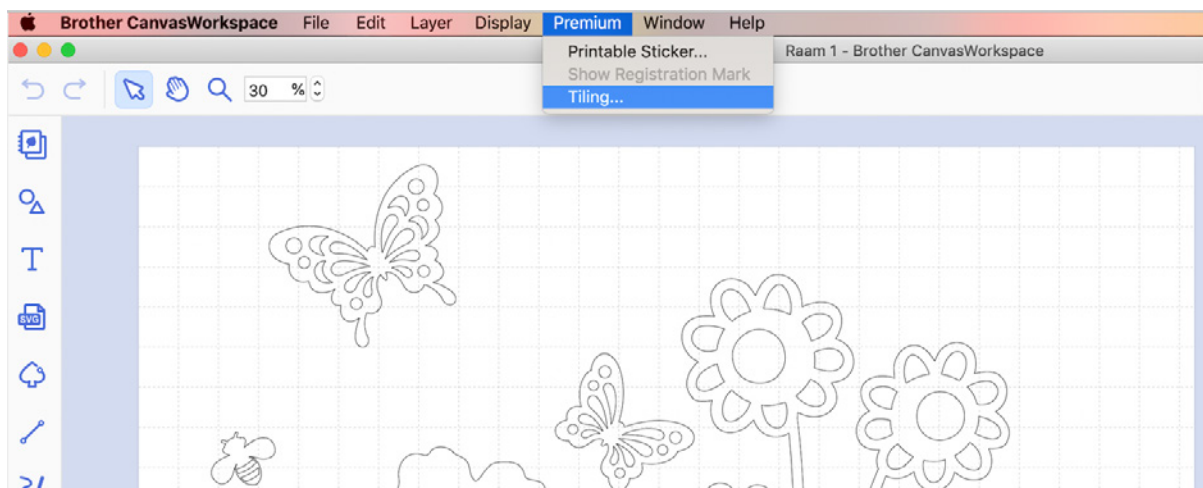 Brother CanvasWorkspace File Edit Layer Display Premium Window Help
Raam 1 - Brother CanvasWorkspace
Printable Sticker...
Show Registration Mark
Tiling...
30 %
T
SVG